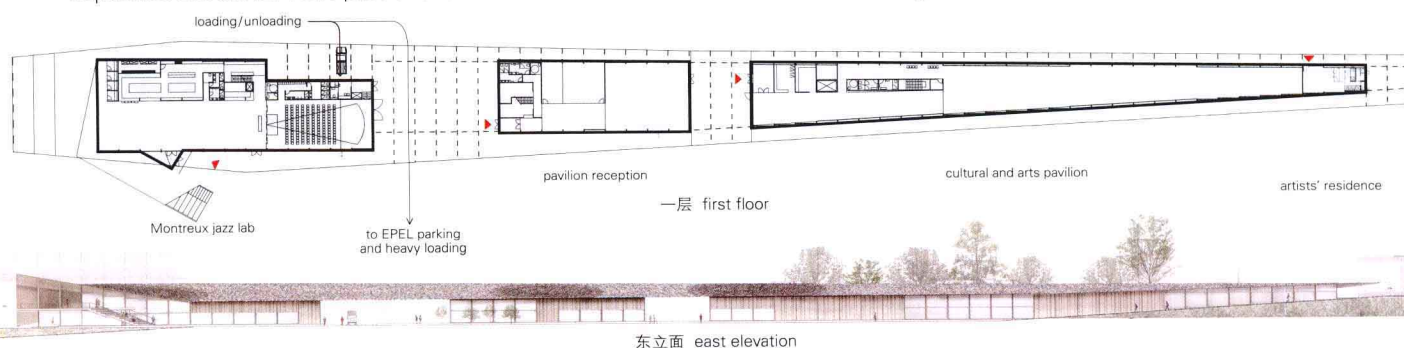 loading/unloading
pavilion reception
cultural and arts pavilion
artists' residence
一层 first floor
Montreux jazz lab
to EPEL parking
and heavy loading
东立面 east elevation